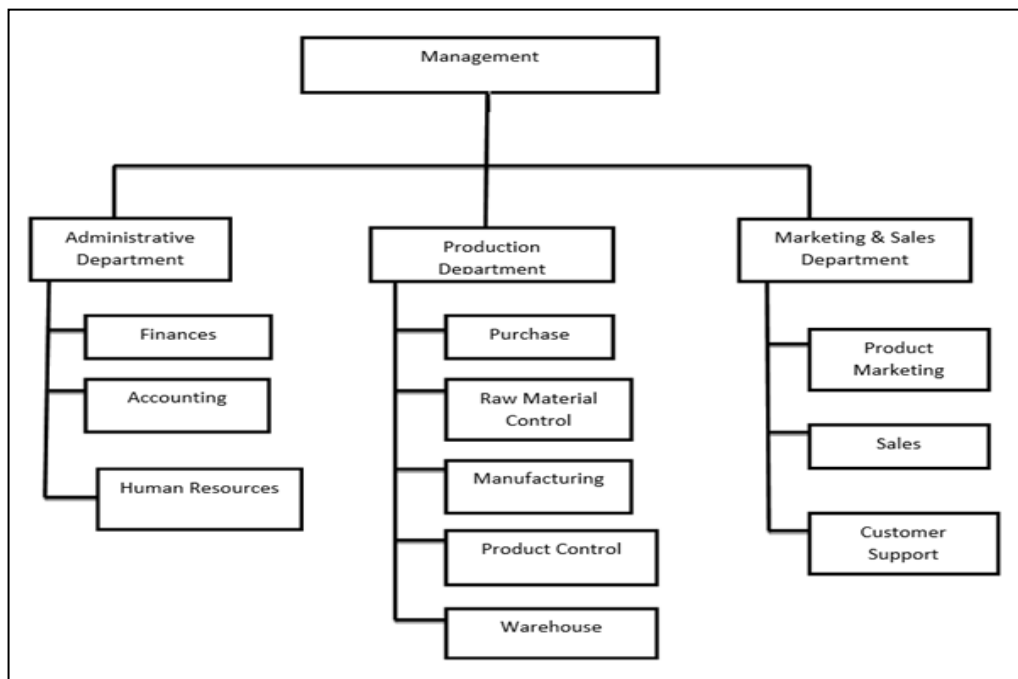 Management
Administrative
Department
Finances
Accounting
Human Resources
Production
Department
Purchase
Raw Material
Control
Manufacturing
Product Control
Warehouse
Marketing & Sales
Department
Product
Marketing
Sales
Customer
Support